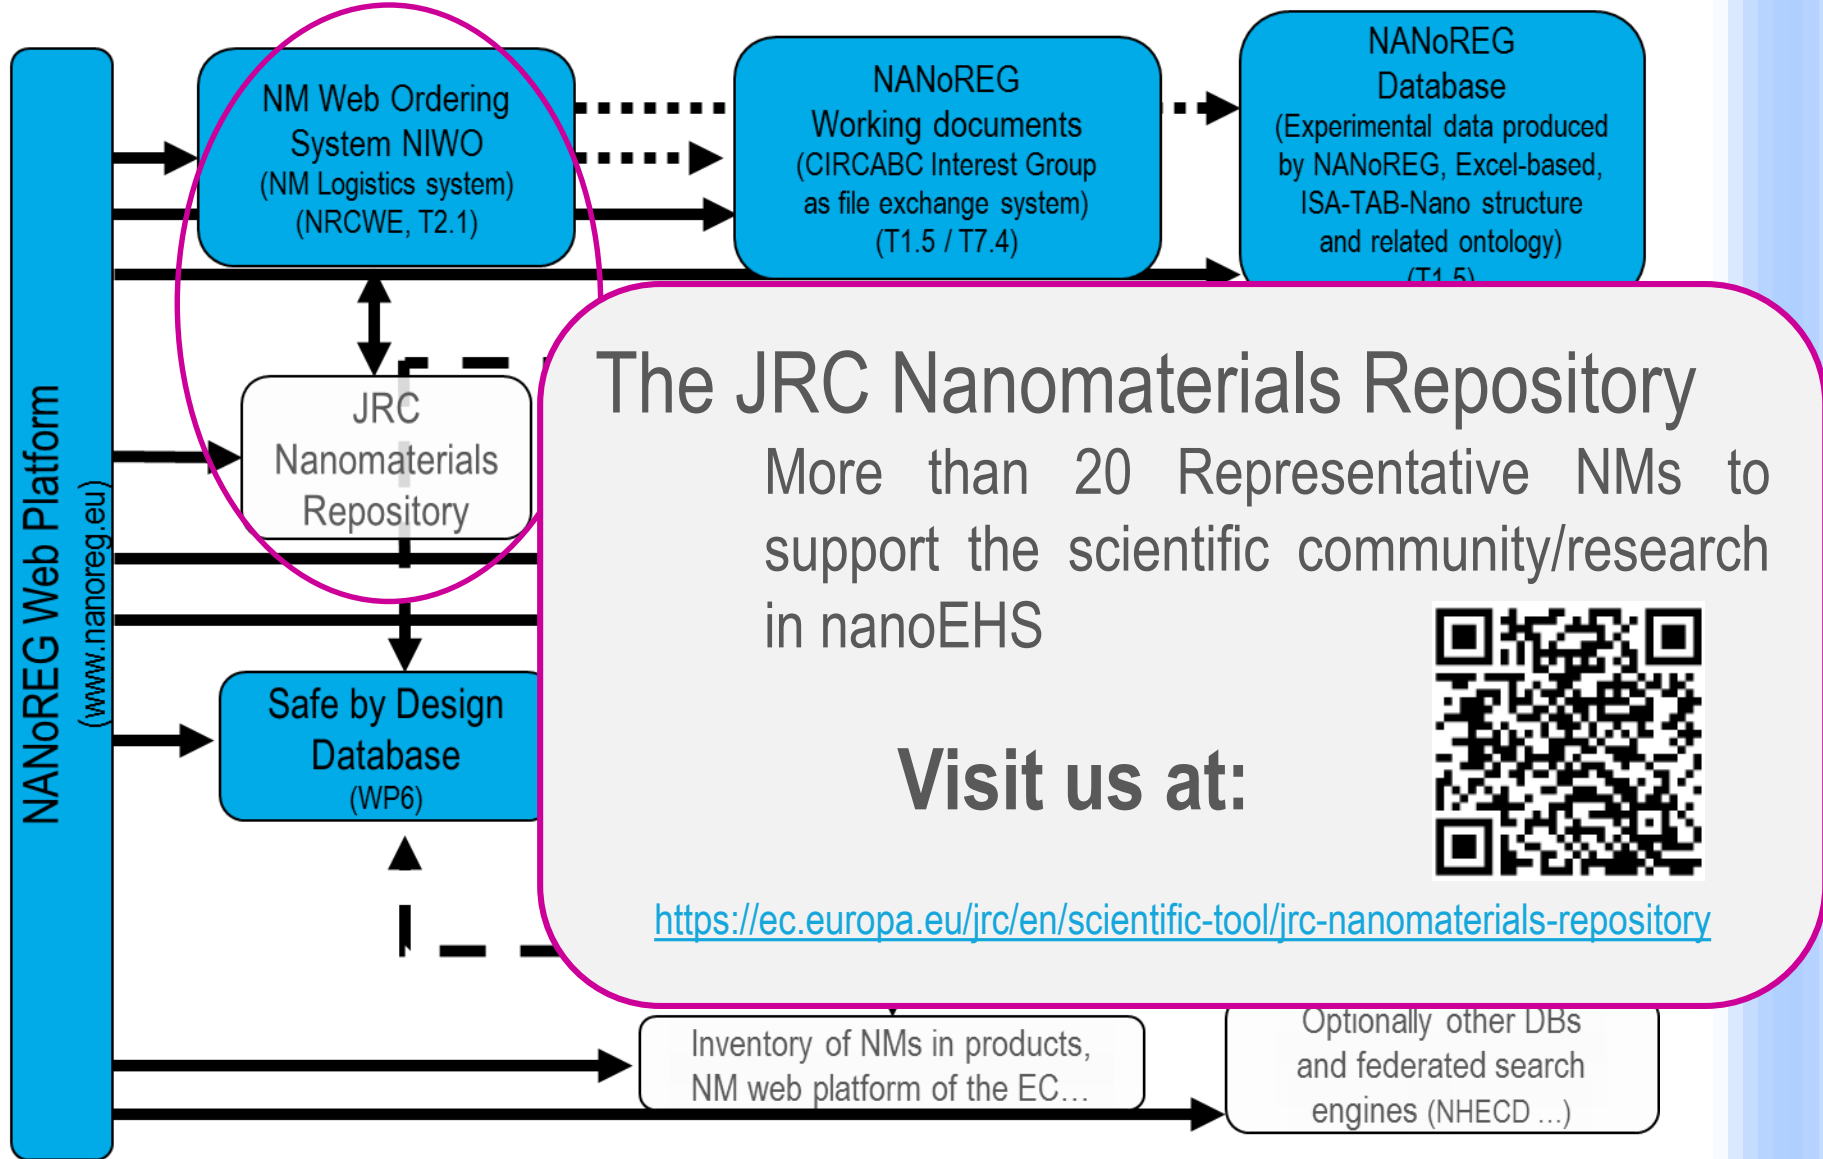 NANoREG Web Platform
(www.nanoreg.eu)
NM Web Ordering
System NIWO
(NM Logistics system)
(NRCWE, T2.1)
NANoREG
Working documents
(CIRCABC Interest Group
as file exchange system)
(T1.5 / T7.4)
NANoREG
Database
(Experimental data produced
by NANoREG, Excel-based,
ISA-TAB-Nano structure
and related ontology)
(T1.5)
JRC
Nanomaterials
Repository
Safe by Design
Database
(WP6)
The JRC Nanomaterials Repository
More than 20 Representative NMs to
support the scientific community/research
in nanoEHS
Visit us at:
https://ec.europa.eu/jrc/en/scientific-tool/jrc-nanomaterials-repository
Inventory of NMs in products,
NM web platform of the EC...
Optionally other DBs
and federated search
engines (NHECD ...)